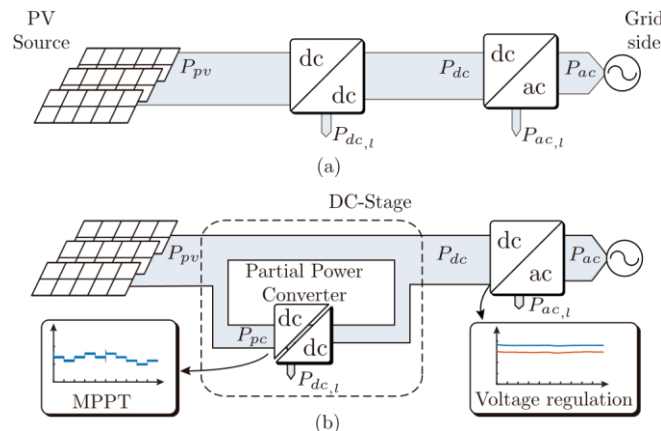 PV
Source
Grid
side
P_pv
dc
dc
P_dc
dc
ac
P_ac
P_dc,l
P_ac,l
(a)
DC-Stage
P_pv
Partial Power
Converter
P_dc
dc
ac
P_ac
P_pc
dc
dc
P_ac,l
P_dc,l
MPPT
Voltage regulation
(b)